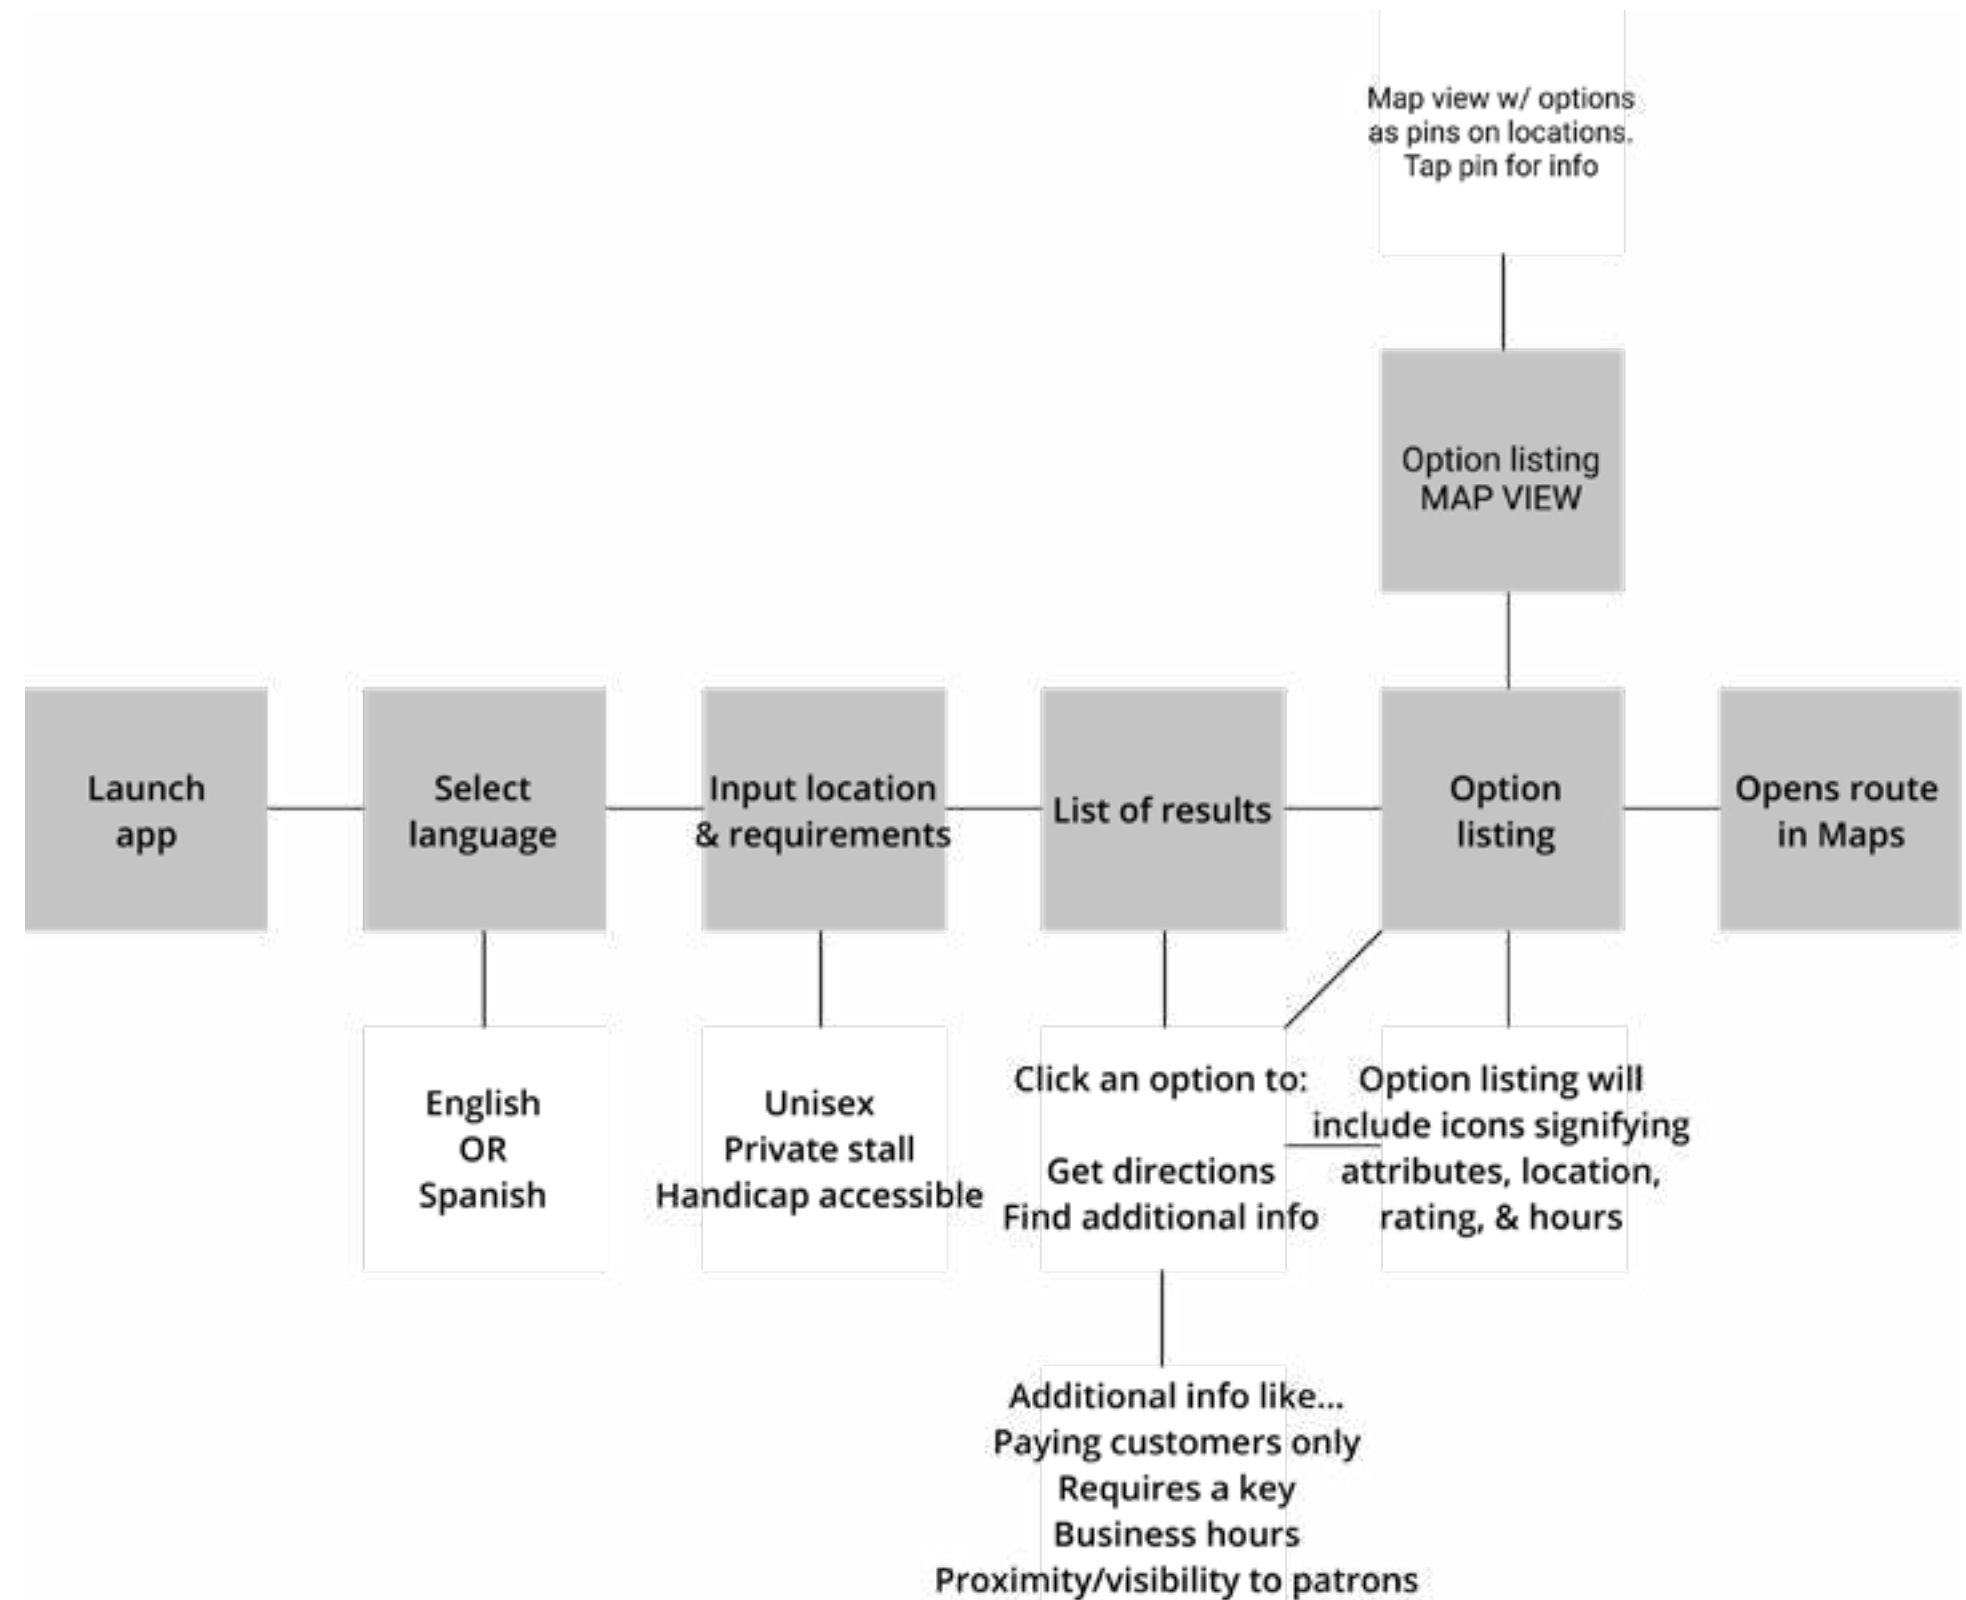 Map view w/ options
as pins on locations.
Tap pin for info
Option listing
MAP VIEW
Launch
app
Select
language
Input location
& requirements
List of results
Option
listing
Opens route
in Maps
English
OR
Spanish
Unisex
Private stall
Handicap accessible
Click an option to:
Get directions
Find additional info
Option listing will
include icons signifying
attributes, location,
rating, & hours
Additional info like...
Paying customers only
Requires a key
Business hours
Proximity/visibility to patrons